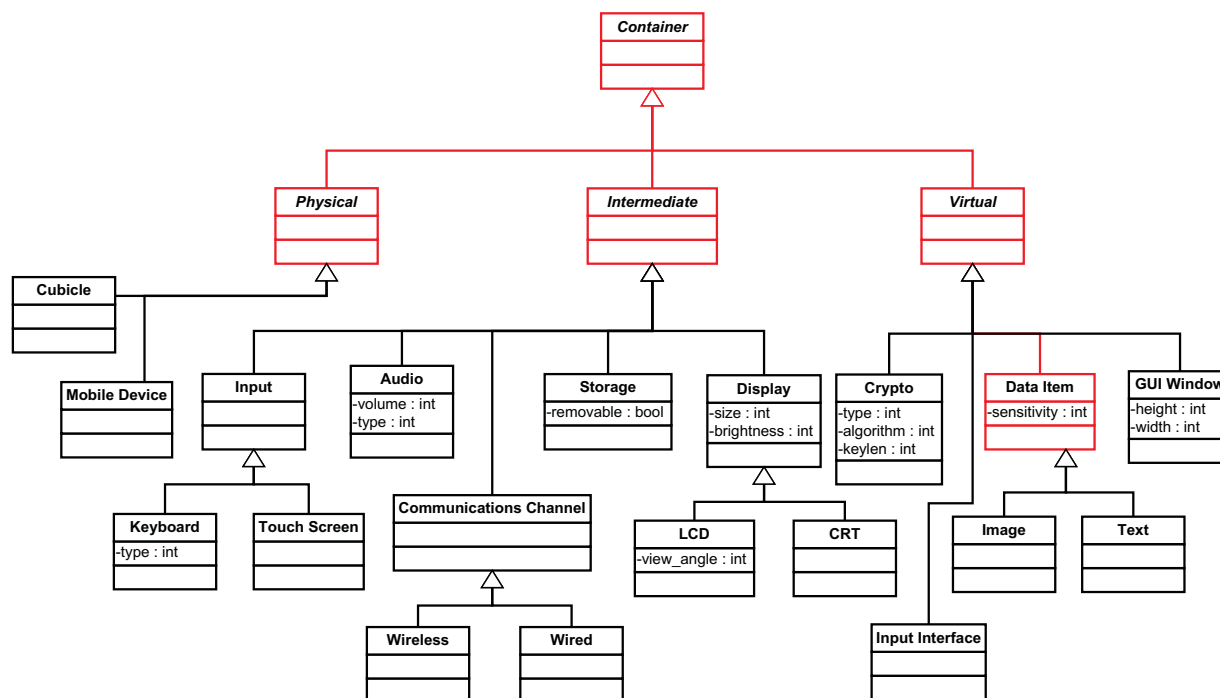 Container
Physical
Intermediate
Virtual
Cubicle
Mobile Device
Input
Audio
-volume : int
-type : int
Storage
-removable : bool
Display
-size : int
-brightness : int
Crypto
-type : int
-algorithm : int
-keylen : int
Data Item
-sensitivity : int
GUI Window
-height : int
-width : int
Keyboard
-type : int
Touch Screen
Communications Channel
LCD
-view_angle : int
CRT
Image
Text
Wireless
Wired
Input Interface